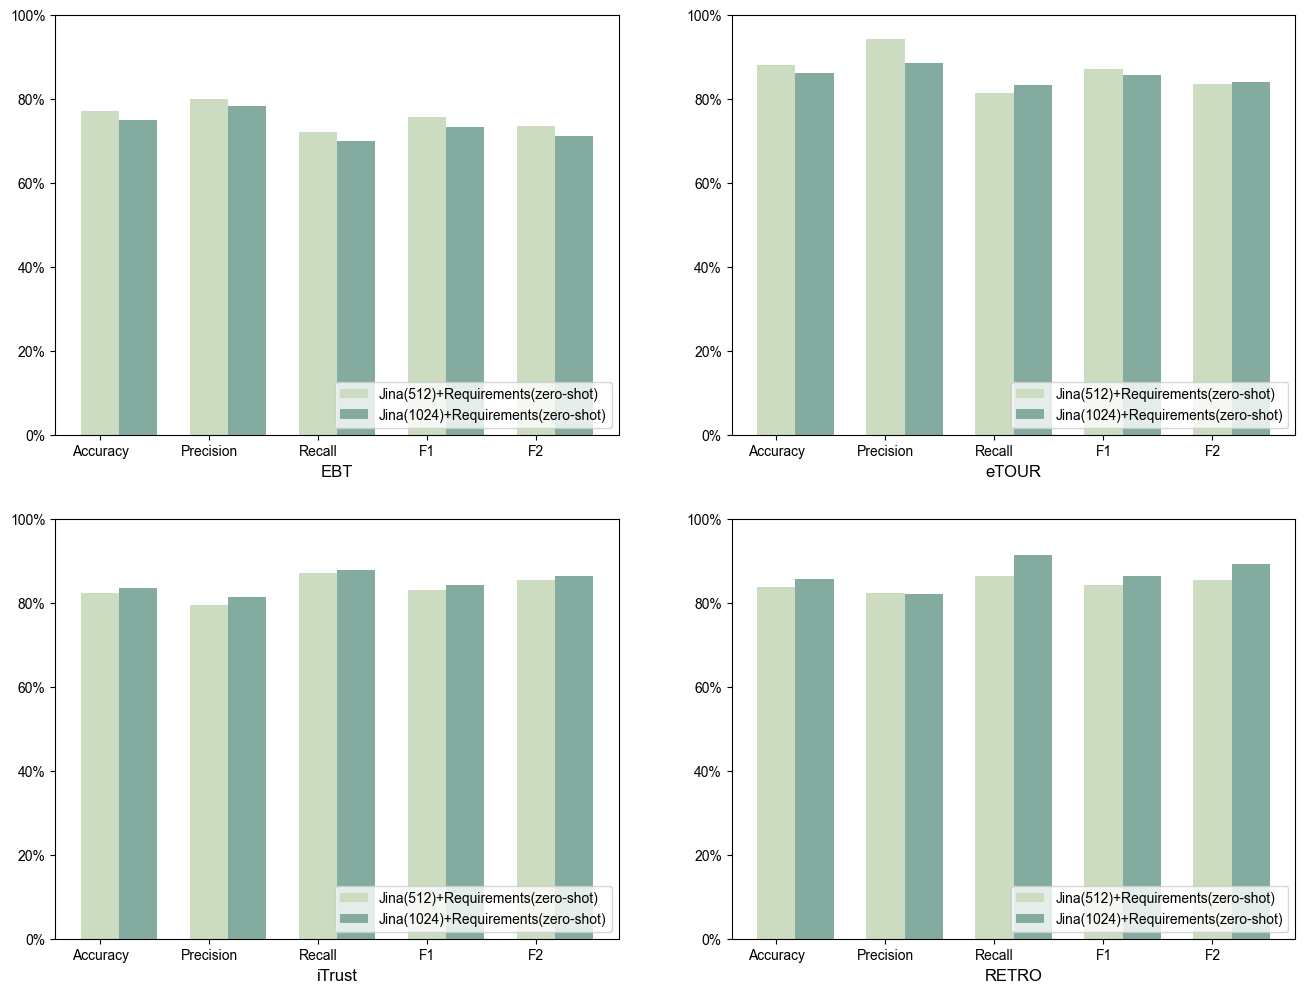 100%
80%
60%
40%
20%
0%
Accuracy Precision Recall F1 F2
EBT
Jina(512)+Requirements(zero-shot)
Jina(1024)+Requirements(zero-shot)
100%
80%
60%
40%
20%
0%
Accuracy Precision Recall F1 F2
eTOUR
Jina(512)+Requirements(zero-shot)
Jina(1024)+Requirements(zero-shot)
100%
80%
60%
40%
20%
0%
Accuracy Precision Recall F1 F2
iTrust
Jina(512)+Requirements(zero-shot)
Jina(1024)+Requirements(zero-shot)
100%
80%
60%
40%
20%
0%
Accuracy Precision Recall F1 F2
RETRO
Jina(512)+Requirements(zero-shot)
Jina(1024)+Requirements(zero-shot)